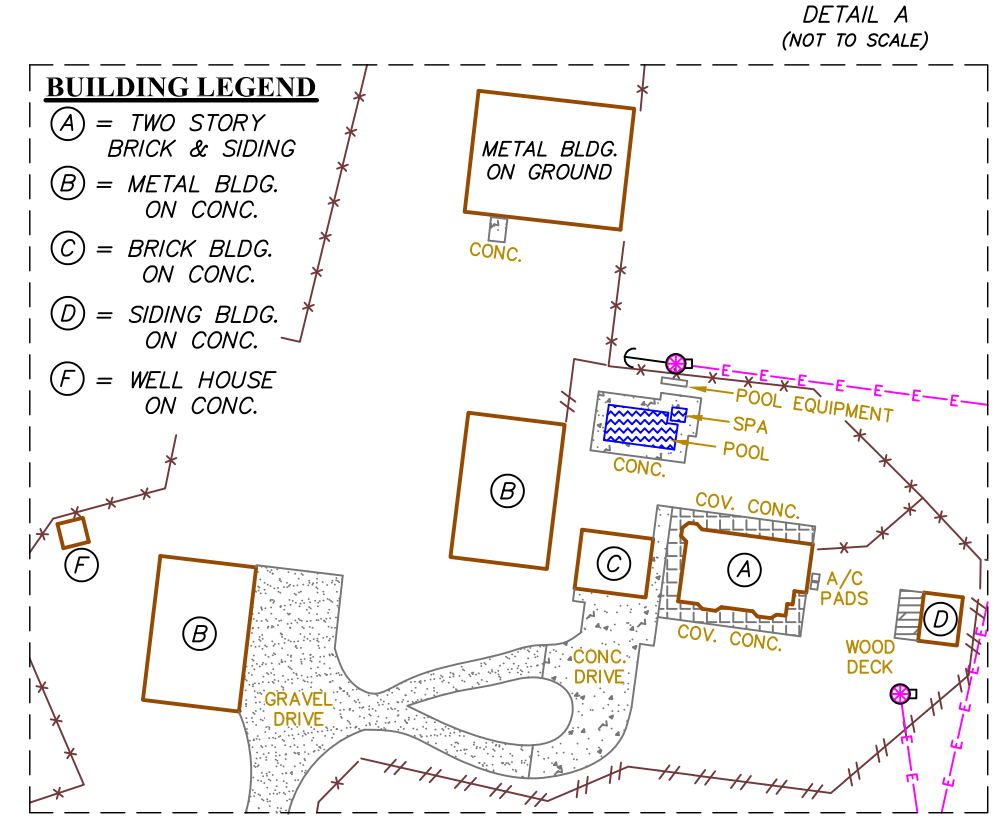 DETAIL A
(NOT TO SCALE)
BUILDING LEGEND
A = TWO STORY
BRICK & SIDING
B = METAL BLDG.
ON CONC.
C = BRICK BLDG.
ON CONC.
D = SIDING BLDG.
ON CONC.
F = WELL HOUSE
ON CONC.
METAL BLDG.
ON GROUND
CONC.
E E E E E E E
POOL EQUIPMENT
SPA
POOL
CONC.
B
COV. CONC.
C
A
A/C
PADS
F
D
B
COV. CONC.
WOOD
DECK
CONC.
DRIVE
GRAVEL
DRIVE
E
E
E
E
E
E